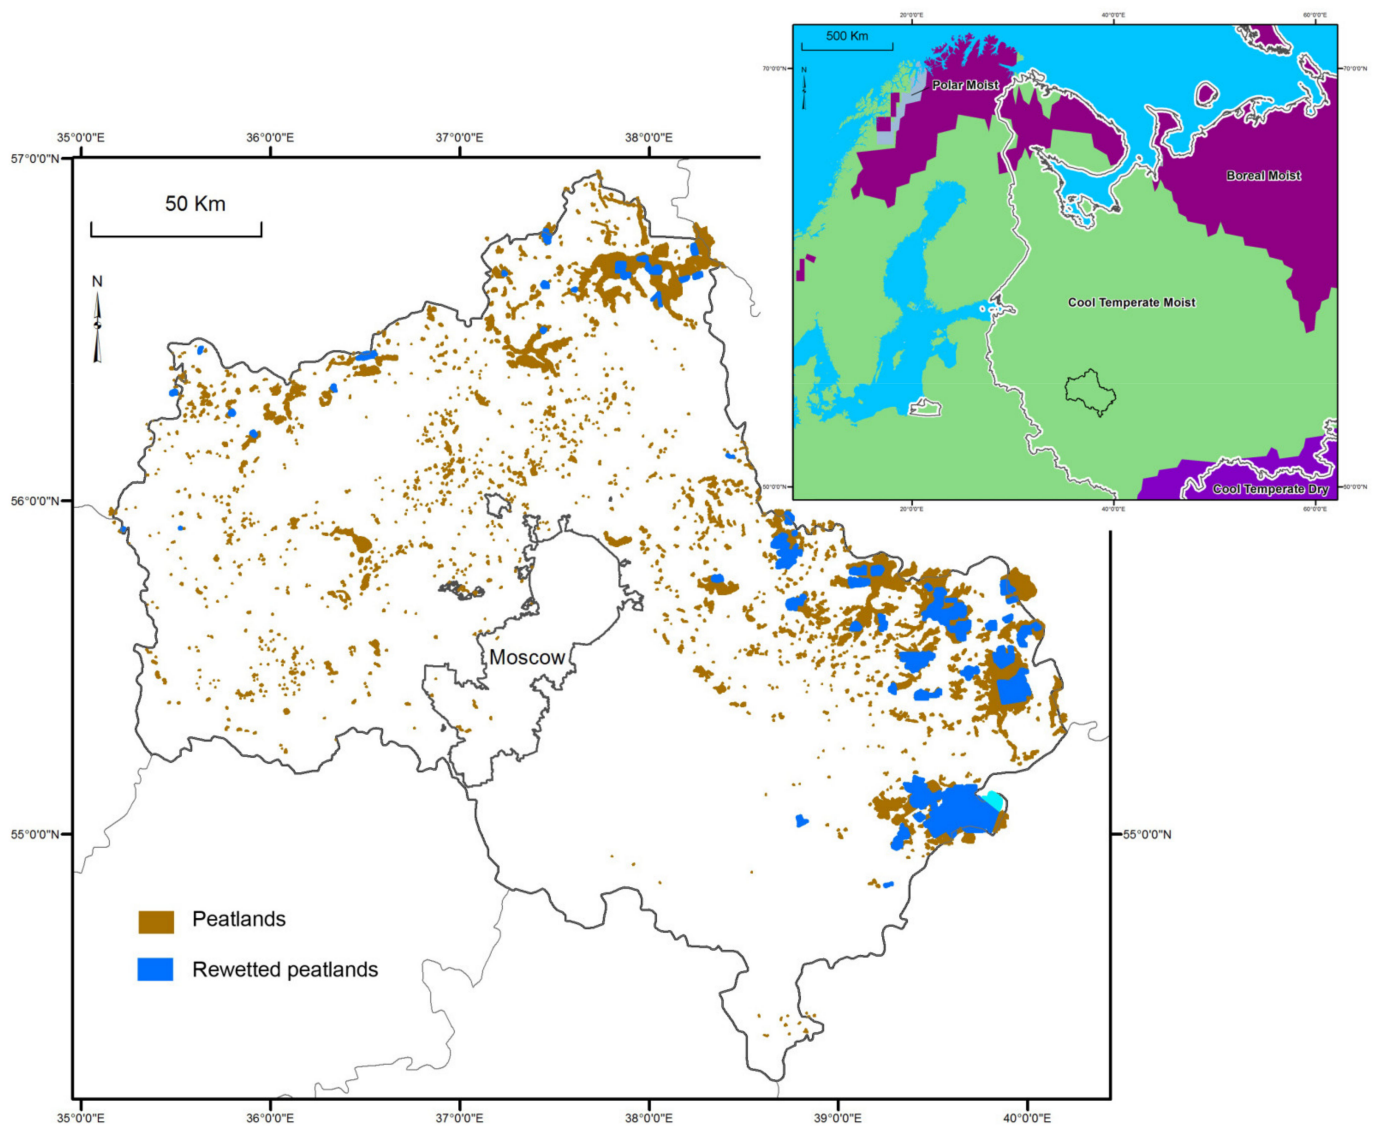 20°0'0"E 40°0'0"E 60°0'0"E
500 Km
70°0'0"N 70°0'0"N
N
Polar Moist
Boreal Moist
Cool Temperate Moist
Cool Temperate Dry
50°0'0"N 50°0'0"N
20°0'0"E 40°0'0"E 60°0'0"E
35°0'0"E 36°0'0"E 37°0'0"E 38°0'0"E
57°0'0"N
50 Km
N
56°0'0"N
Moscow
55°0'0"N 55°0'0"N
Peatlands
Rewetted peatlands
35°0'0"E 36°0'0"E 37°0'0"E 38°0'0"E 39°0'0"E 40°0'0"E